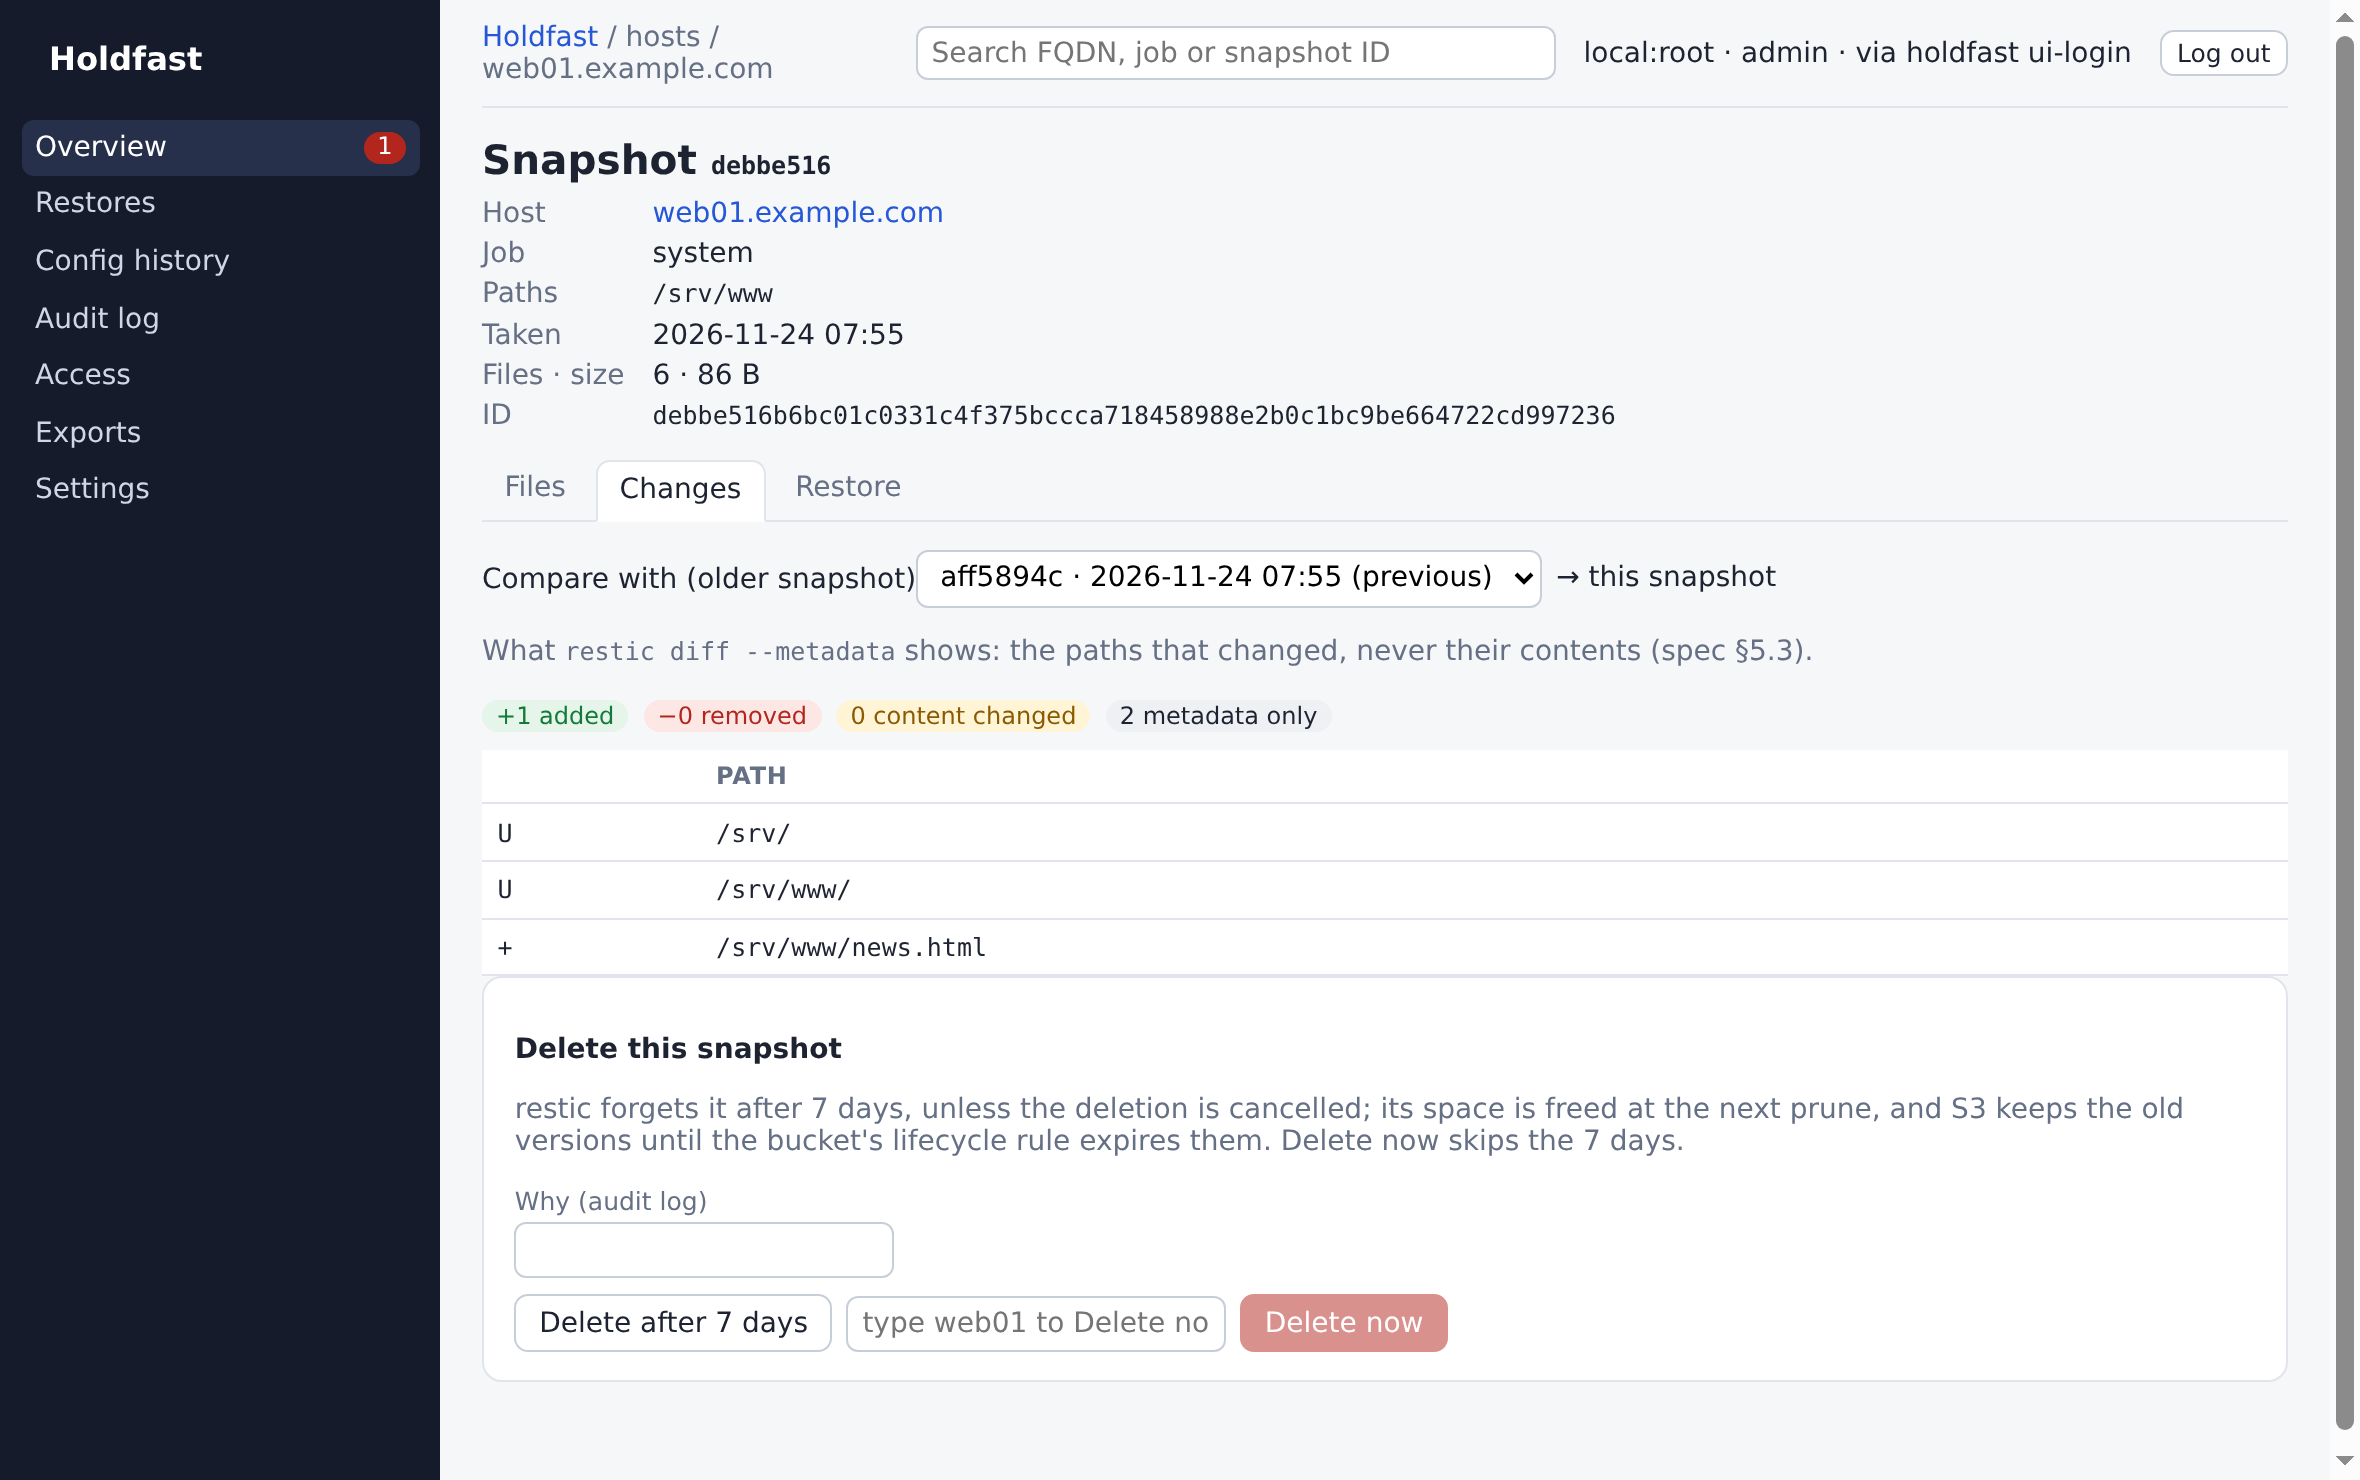 Holdfast
Overview 1
Restores
Config history
Audit log
Access
Exports
Settings
Holdfast / hosts /
web01.example.com
Search FQDN, job or snapshot ID
local:root · admin · via holdfast ui-login
Log out
Snapshot debbe516
Host web01.example.com
Job system
Paths /srv/www
Taken 2026-11-24 07:55
Files · size 6 · 86 B
ID debbe516b6bc01c0331c4f375bccca718458988e2b0c1bc9be664722cd997236
Files Changes Restore
Compare with (older snapshot) aff5894c · 2026-11-24 07:55 (previous) → this snapshot
What restic diff --metadata shows: the paths that changed, never their contents (spec §5.3).
+1 added −0 removed 0 content changed 2 metadata only
PATH
U /srv/
U /srv/www/
+ /srv/www/news.html
Delete this snapshot
restic forgets it after 7 days, unless the deletion is cancelled; its space is freed at the next prune, and S3 keeps the old
versions until the bucket's lifecycle rule expires them. Delete now skips the 7 days.
Why (audit log)
Delete after 7 days type web01 to Delete no Delete now